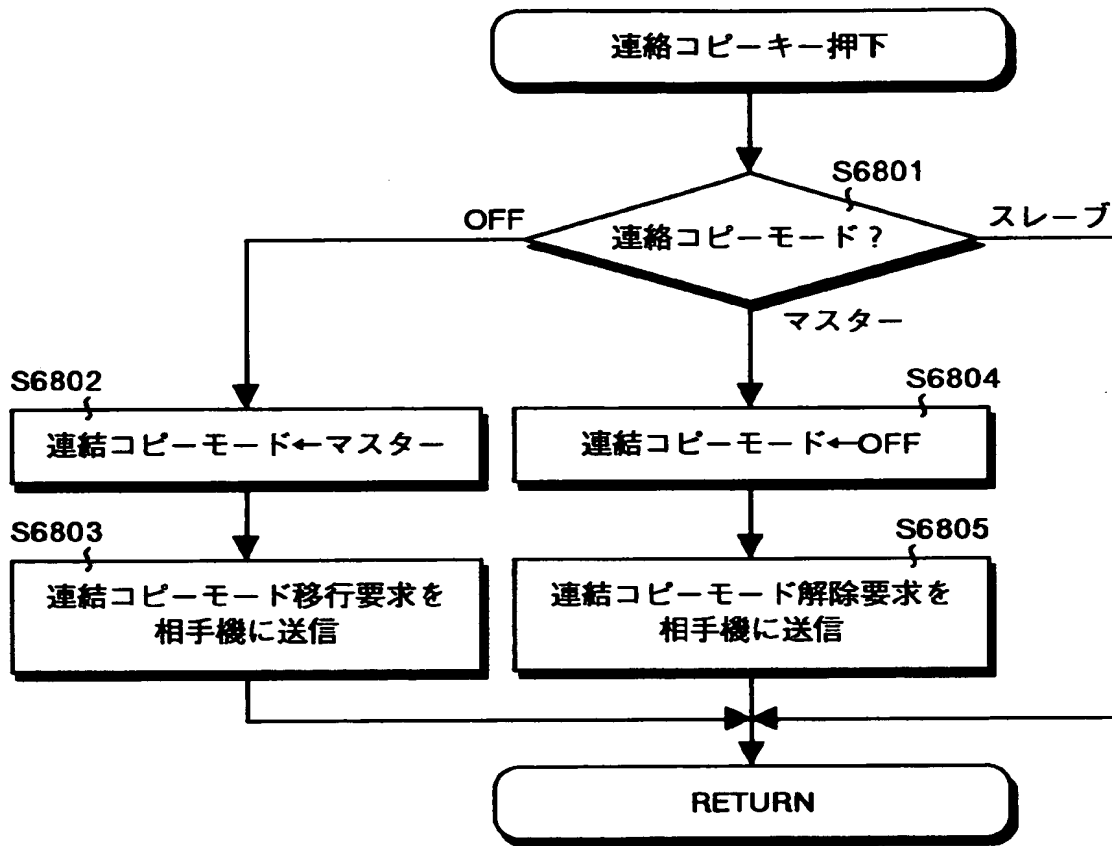 連絡コピーキー押下
S6801
OFF
連絡コピーモード？
スレーブ
マスター
S6802
連結コピーモード←マスター
S6804
連結コピーモード←OFF
S6803
連結コピーモード移行要求を
相手機に送信
S6805
連結コピーモード解除要求を
相手機に送信
RETURN